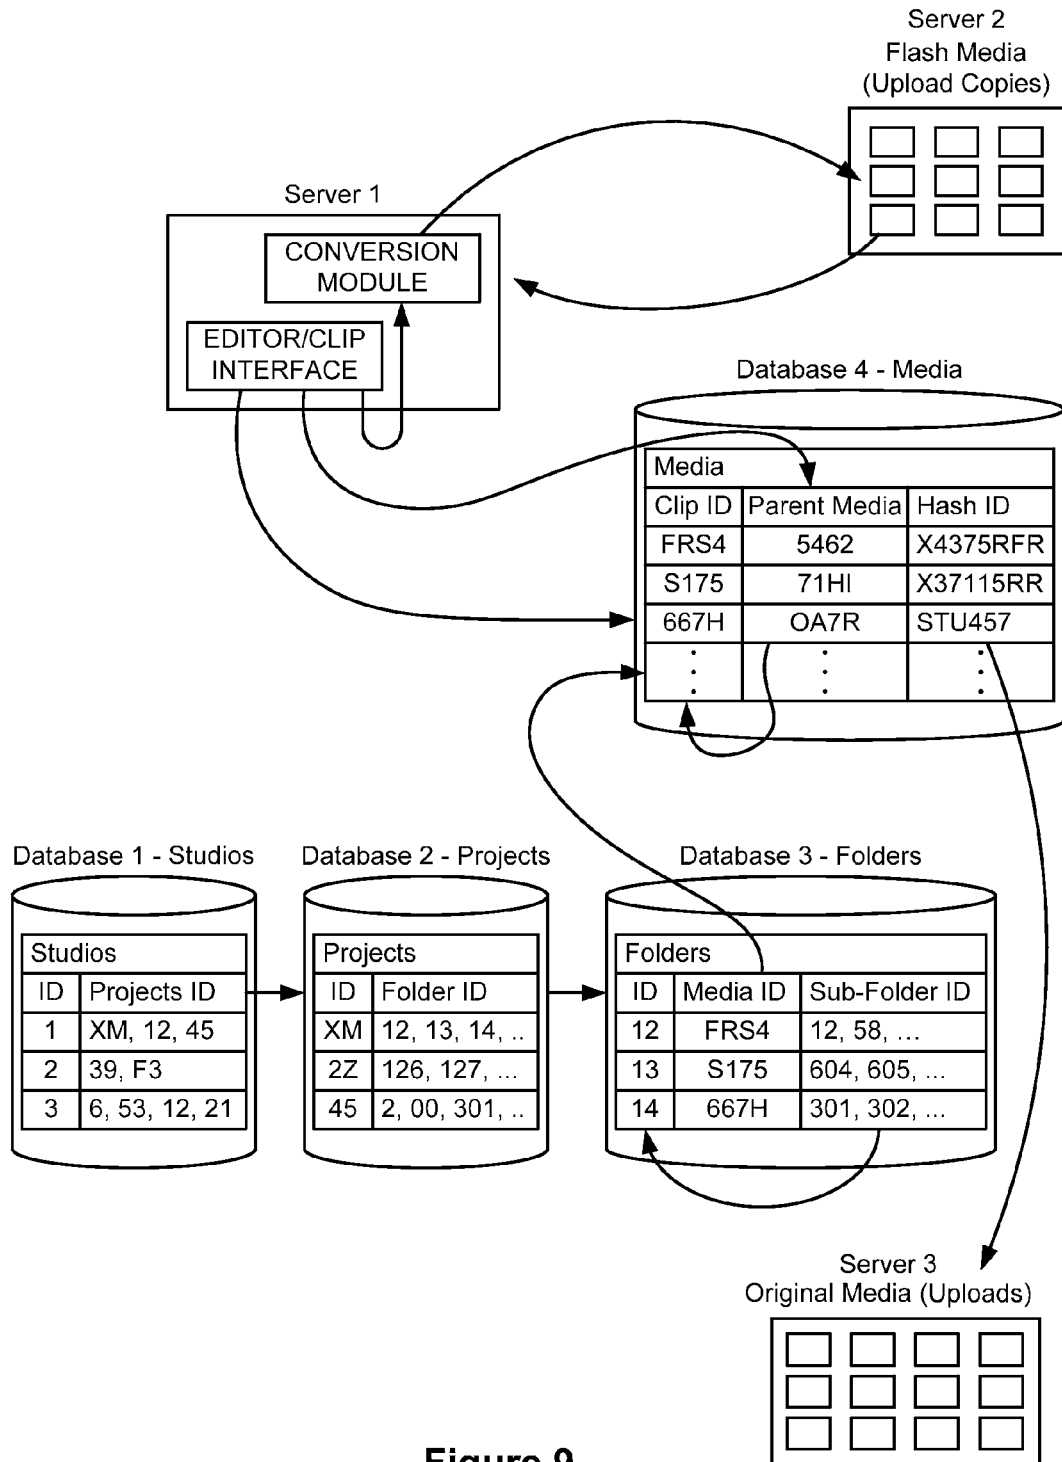 Server 2
Flash Media
(Upload Copies)
Server 1
CONVERSION
MODULE
EDITOR/CLIP
INTERFACE
Database 4 - Media
Media
Clip ID Parent Media Hash ID
FRS4 5462 X4375RFR
S175 71HI X37115RR
667H OA7R STU457
Database 1 - Studios Database 2 - Projects Database 3 - Folders
Studios
ID Projects ID
1 XM, 12, 45
2 39, F3
3 6, 53, 12, 21
Projects
ID Folder ID
XM 12, 13, 14, ..
2Z 126, 127, ...
45 2, 00, 301, ..
Folders
ID Media ID Sub-Folder ID
12 FRS4 12, 58, ...
13 S175 604, 605, ...
14 667H 301, 302, ...
Server 3
Original Media (Uploads)
Figure 9